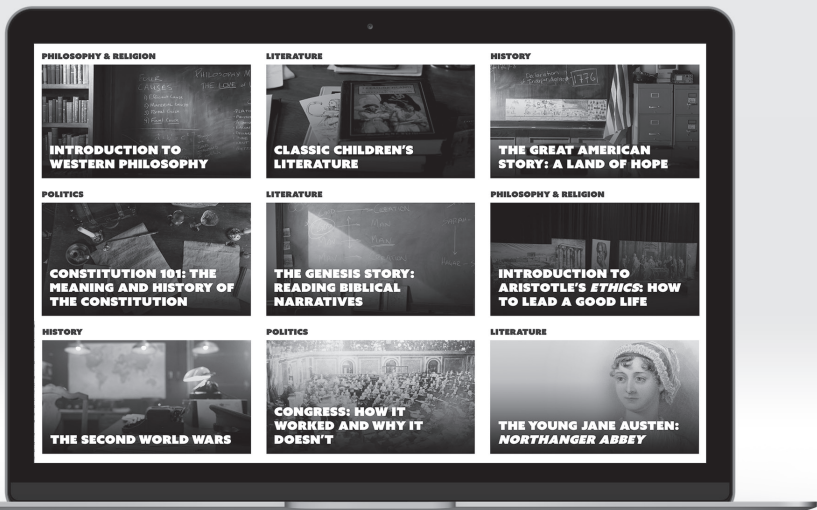 PHILOSOPHY & RELIGION
INTRODUCTION TO
WESTERN PHILOSOPHY
LITERATURE
CLASSIC CHILDREN'S
LITERATURE
HISTORY
1776
THE GREAT AMERICAN
STORY: A LAND OF HOPE
POLITICS
CONSTITUTION 101: THE
MEANING AND HISTORY OF
THE CONSTITUTION
LITERATURE
THE GENESIS STORY:
READING BIBLICAL
NARRATIVES
PHILOSOPHY & RELIGION
INTRODUCTION TO
ARISTOTLE'S ETHICS: HOW
TO LEAD A GOOD LIFE
HISTORY
THE SECOND WORLD WARS
POLITICS
CONGRESS: HOW IT
WORKED AND WHY IT
DOESN'T
LITERATURE
THE YOUNG JANE AUSTEN:
NORTHANGER ABBEY